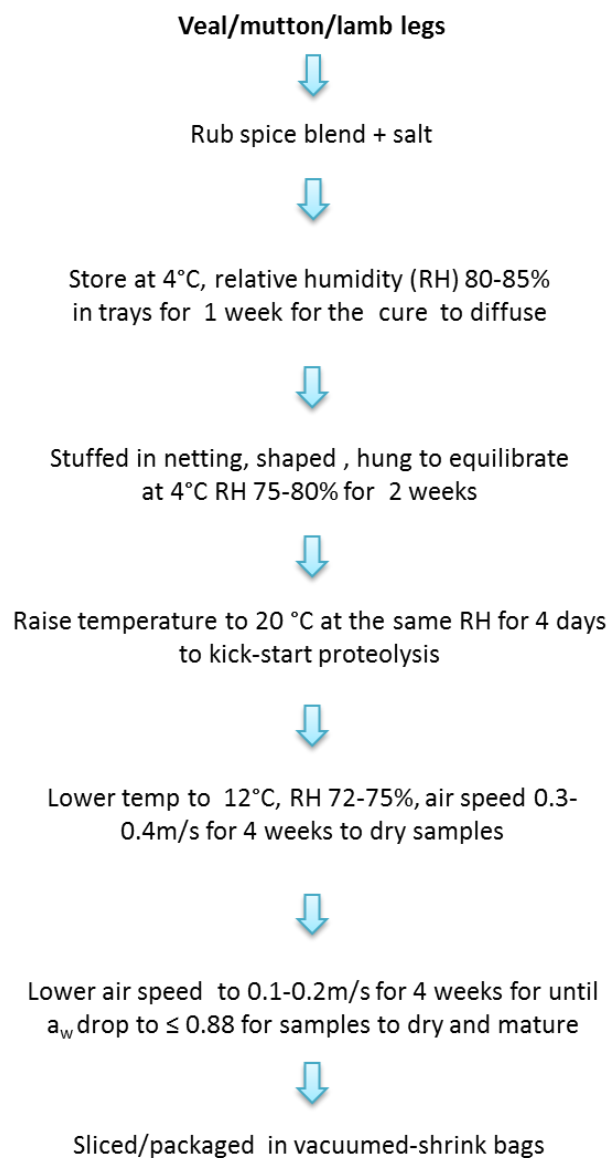 Veal/mutton/lamb legs
Rub spice blend + salt
Store at 4°C, relative humidity (RH) 80-85%
in trays for 1 week for the cure to diffuse
Stuffed in netting, shaped , hung to equilibrate
at 4°C RH 75-80% for 2 weeks
Raise temperature to 20 °C at the same RH for 4 days
to kick-start proteolysis
Lower temp to 12°C, RH 72-75%, air speed 0.3-
0.4m/s for 4 weeks to dry samples
Lower air speed to 0.1-0.2m/s for 4 weeks for until
aw drop to ≤ 0.88 for samples to dry and mature
Sliced/packaged in vacuumed-shrink bags